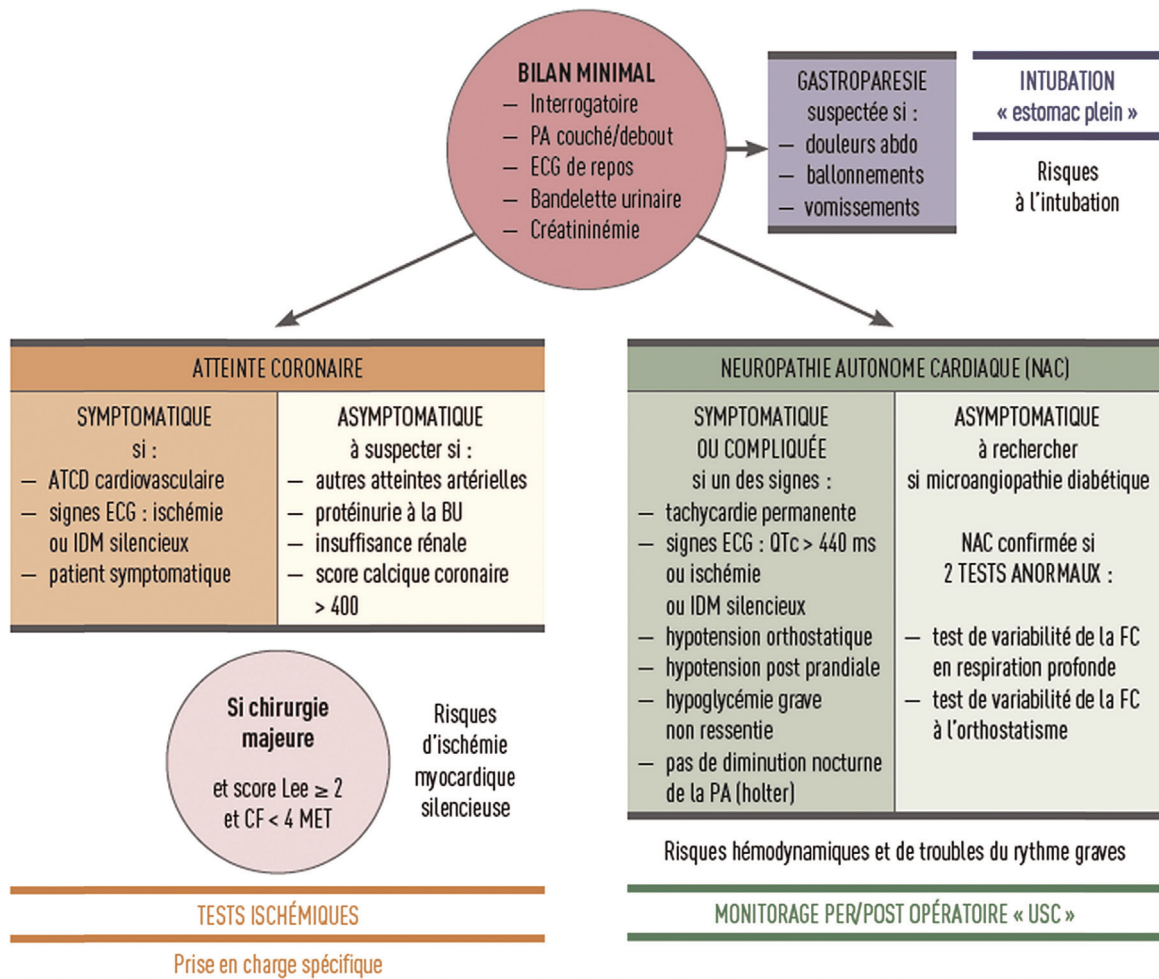 BILAN MINIMAL
– Interrogatoire
– PA couché/debout
– ECG de repos
– Bandelette urinaire
– Créatininémie
GASTROPARESIE
suspectée si :
– douleurs abdo
– ballonnements
– vomissements
INTUBATION
« estomac plein »
Risques
à l'intubation
ATTEINTE CORONAIRE
SYMPTOMATIQUE
si :
– ATCD cardiovasculaire
– signes ECG : ischémie
ou IDM silencieux
– patient symptomatique
ASYMPTOMATIQUE
à suspecter si :
– autres atteintes artérielles
– protéinurie à la BU
– insuffisance rénale
– score calcique coronaire
> 400
Si chirurgie
majeure
et score Lee ≥ 2
et CF < 4 MET
Risques
d'ischémie
myocardique
silencieuse
TESTS ISCHÉMIQUES
Prise en charge spécifique
NEUROPATHIE AUTONOME CARDIAQUE (NAC)
SYMPTOMATIQUE
OU COMPLIQUÉE
si un des signes :
– tachycardie permanente
– signes ECG : QTc > 440 ms
ou ischémie
ou IDM silencieux
– hypotension orthostatique
– hypotension post prandiale
– hypoglycémie grave
non ressentie
– pas de diminution nocturne
de la PA (holter)
ASYMPTOMATIQUE
à rechercher
si microangiopathie diabétique
NAC confirmée si
2 TESTS ANORMAUX :
– test de variabilité de la FC
en respiration profonde
– test de variabilité de la FC
à l'orthostatisme
Risques hémodynamiques et de troubles du rythme graves
MONITORAGE PER/POST OPÉRATOIRE « USC »